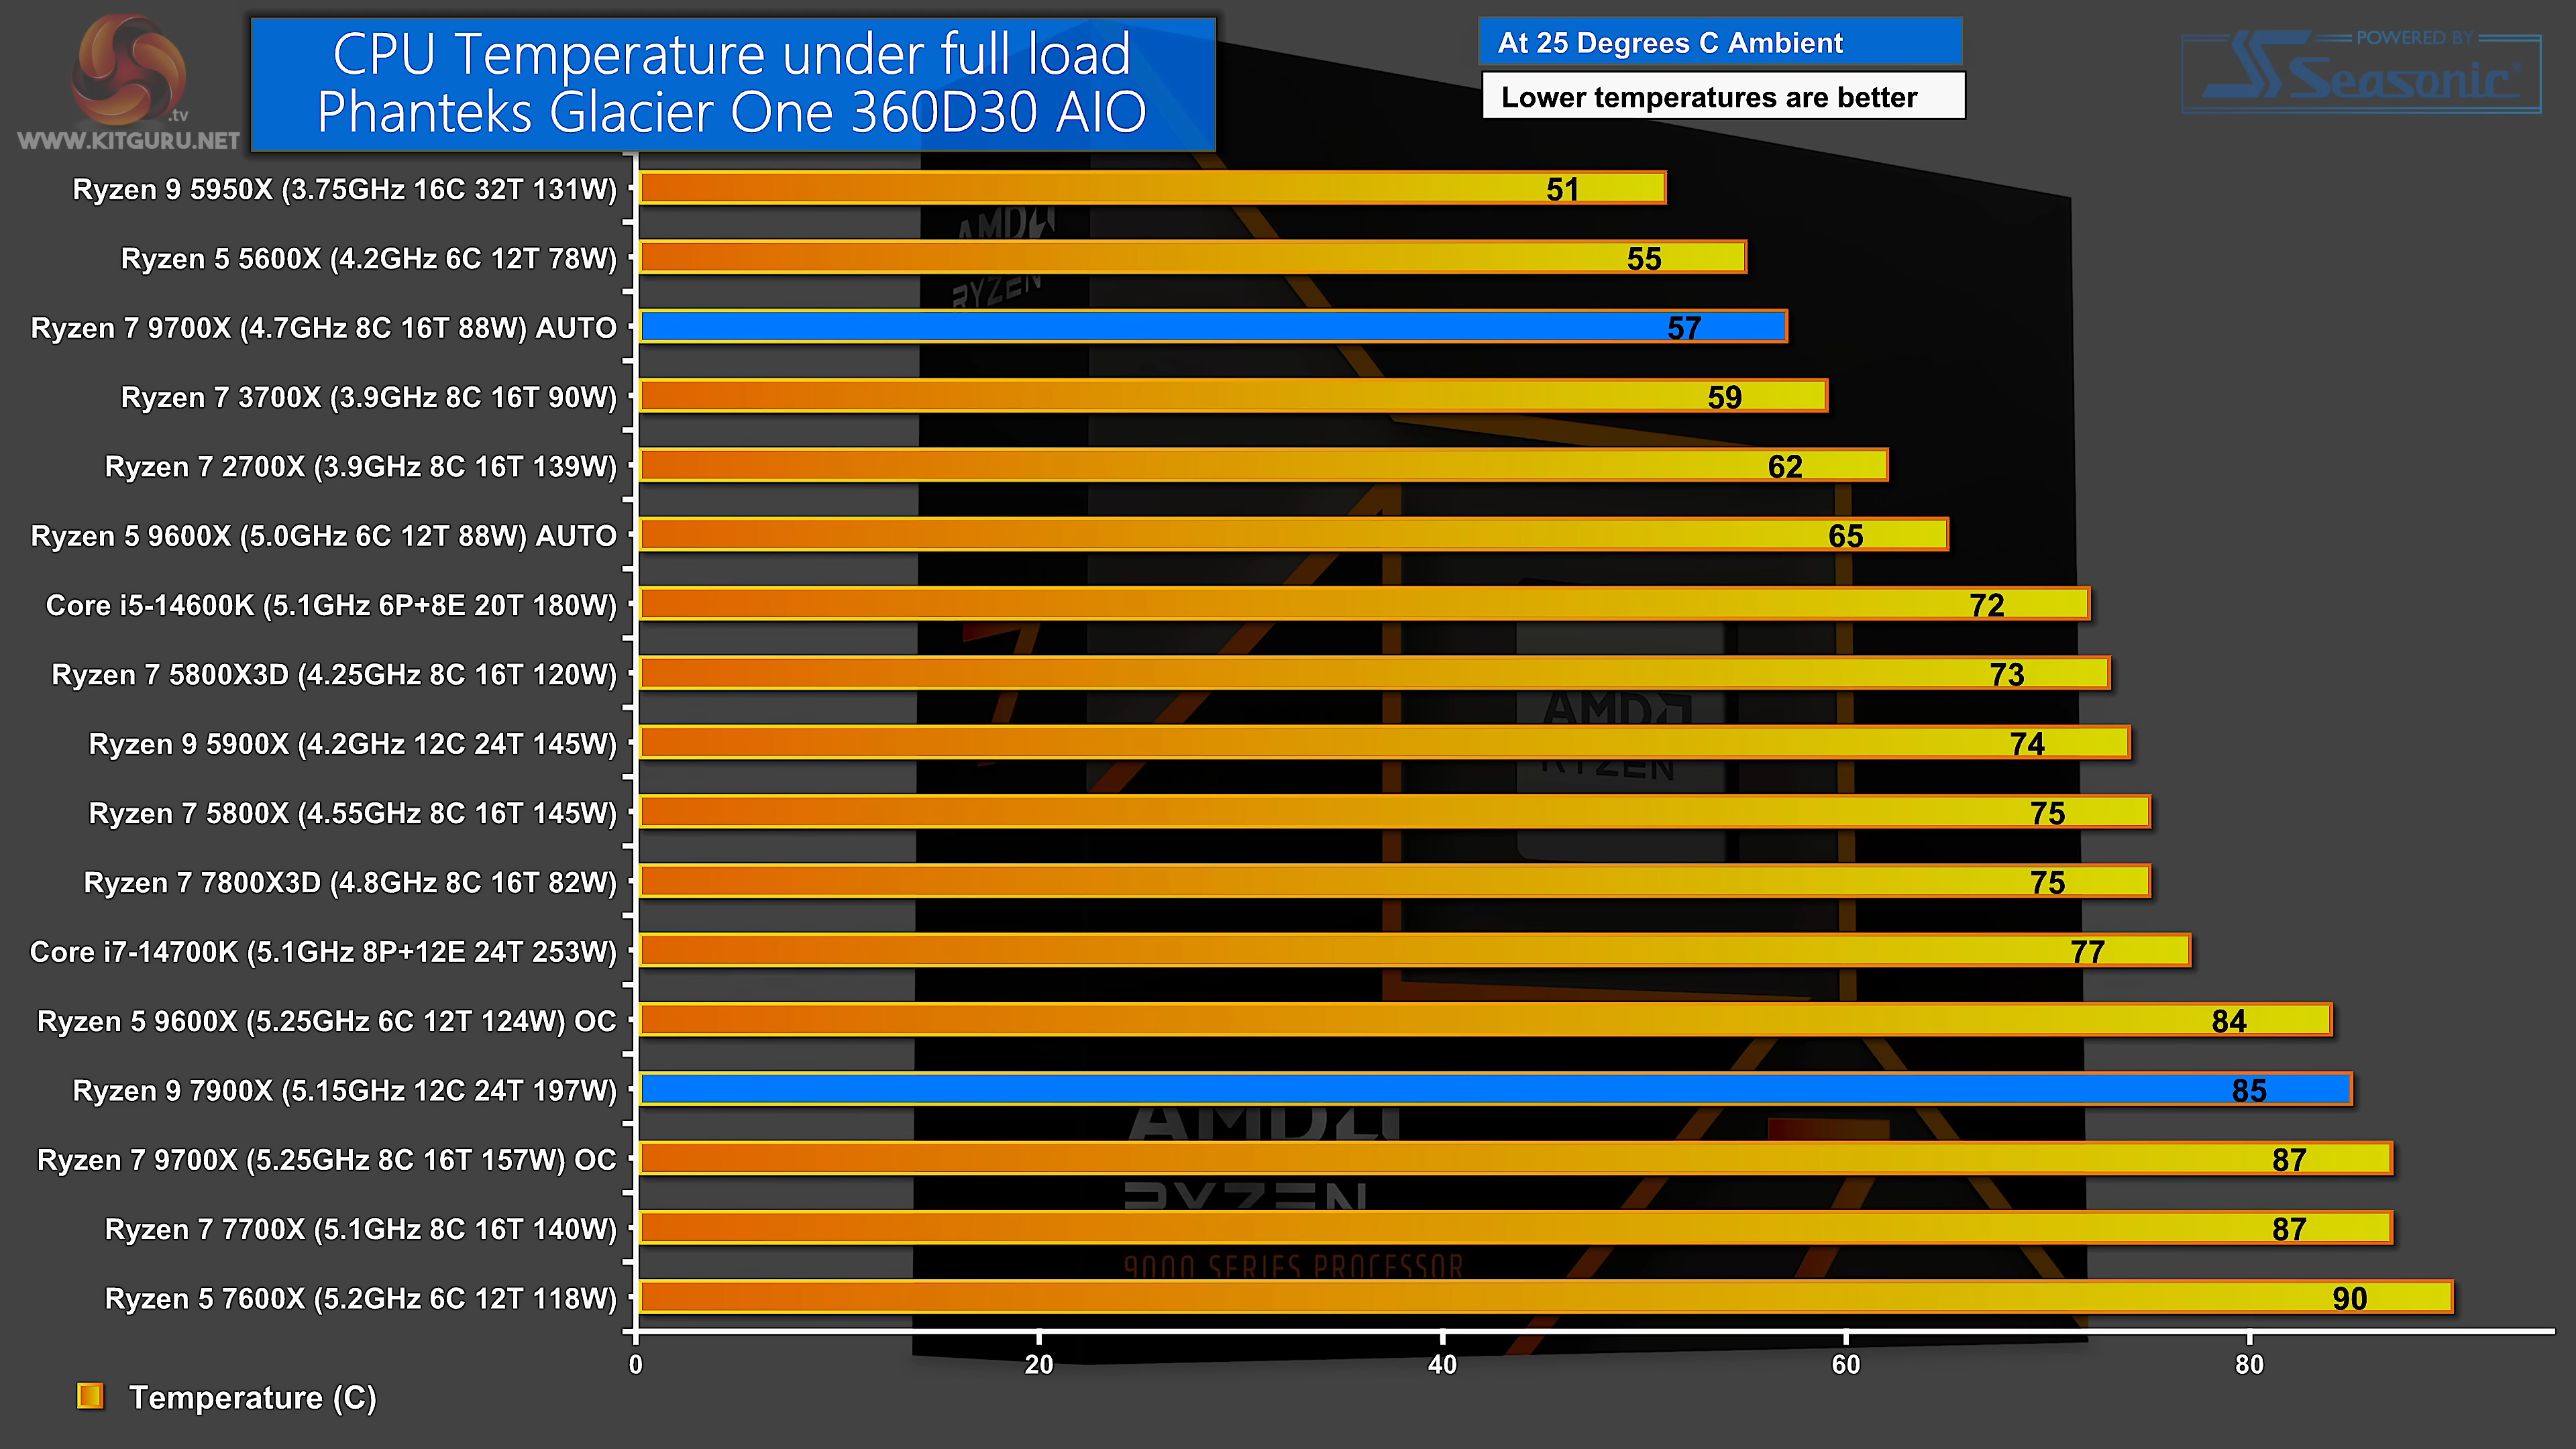 CPU Temperature under full load
Phanteks Glacier One 360D30 AIO
At 25 Degrees C Ambient
Lower temperatures are better
POWERED BY
Seasonic
.tv
WWW.KITGURU.NET
Ryzen 9 5950X (3.75GHz 16C 32T 131W) 51
Ryzen 5 5600X (4.2GHz 6C 12T 78W) 55
Ryzen 7 9700X (4.7GHz 8C 16T 88W) AUTO 57
Ryzen 7 3700X (3.9GHz 8C 16T 90W) 59
Ryzen 7 2700X (3.9GHz 8C 16T 139W) 62
Ryzen 5 9600X (5.0GHz 6C 12T 88W) AUTO 65
Core i5-14600K (5.1GHz 6P+8E 20T 180W) 72
Ryzen 7 5800X3D (4.25GHz 8C 16T 120W) 73
Ryzen 9 5900X (4.2GHz 12C 24T 145W) 74
Ryzen 7 5800X (4.55GHz 8C 16T 145W) 75
Ryzen 7 7800X3D (4.8GHz 8C 16T 82W) 75
Core i7-14700K (5.1GHz 8P+12E 24T 253W) 77
Ryzen 5 9600X (5.25GHz 6C 12T 124W) OC 84
Ryzen 9 7900X (5.15GHz 12C 24T 197W) 85
Ryzen 7 9700X (5.25GHz 8C 16T 157W) OC 87
Ryzen 7 7700X (5.1GHz 8C 16T 140W) 87
Ryzen 5 7600X (5.2GHz 6C 12T 118W) 90
0 20 40 60 80
Temperature (C)
AMD
RYZEN
7
AMD
RYZEN
AMD
RYZEN
9000 SERIES PROCESSOR